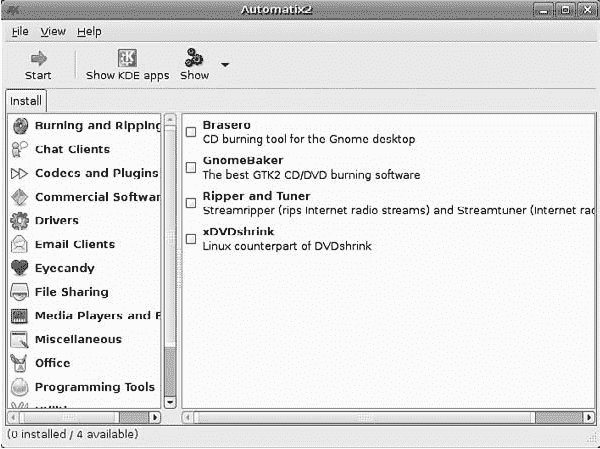 Automatix2
File View Help
Start Show KDE apps Show
Install
Burning and Ripping
Chat Clients
Codecs and Plugins
Commercial Softwar
Drivers
Email Clients
Eyecandy
File Sharing
Media Players and E
Miscellaneous
Office
Programming Tools
Brasero
CD burning tool for the Gnome desktop
GnomeBaker
The best GTK2 CD/DVD burning software
Ripper and Tuner
Streamripper (rips Internet radio streams) and Streamtuner (Internet rad
xDVDshrink
Linux counterpart of DVDshrink
(0 installed / 4 available)